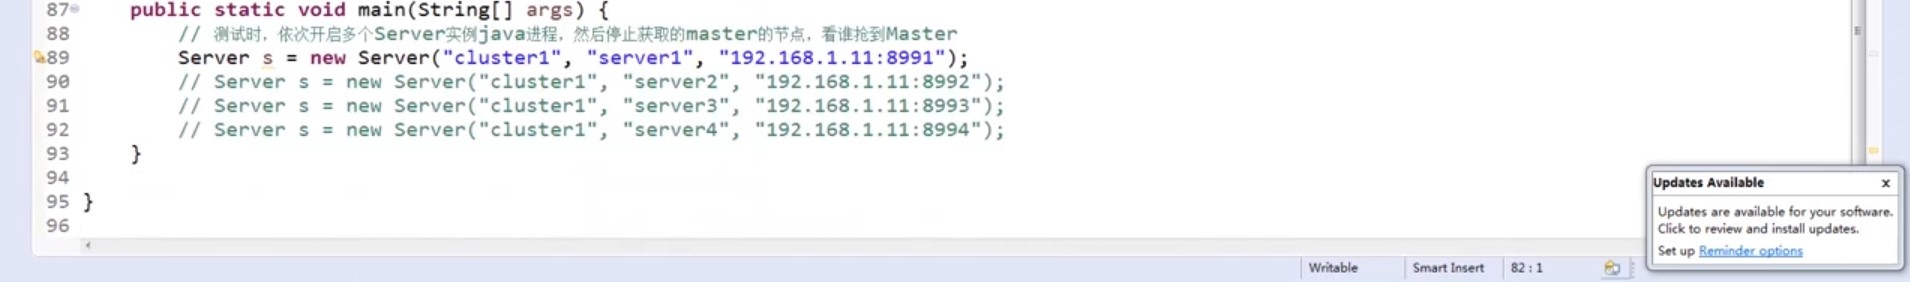 87 public static void main(String[] args) {
88 // 测试时，依次开启多个Server实例java进程，然后停止获取的master的节点，看谁抢到Master
89 Server s = new Server("cluster1", "server1", "192.168.1.11:8991");
90 // Server s = new Server("cluster1", "server2", "192.168.1.11:8992");
91 // Server s = new Server("cluster1", "server3", "192.168.1.11:8993");
92 // Server s = new Server("cluster1", "server4", "192.168.1.11:8994");
93 }
94
95 }
96
Updates Available x
Updates are available for your software.
Click to review and install updates.
Set up Reminder options
Writable Smart Insert 82 : 1